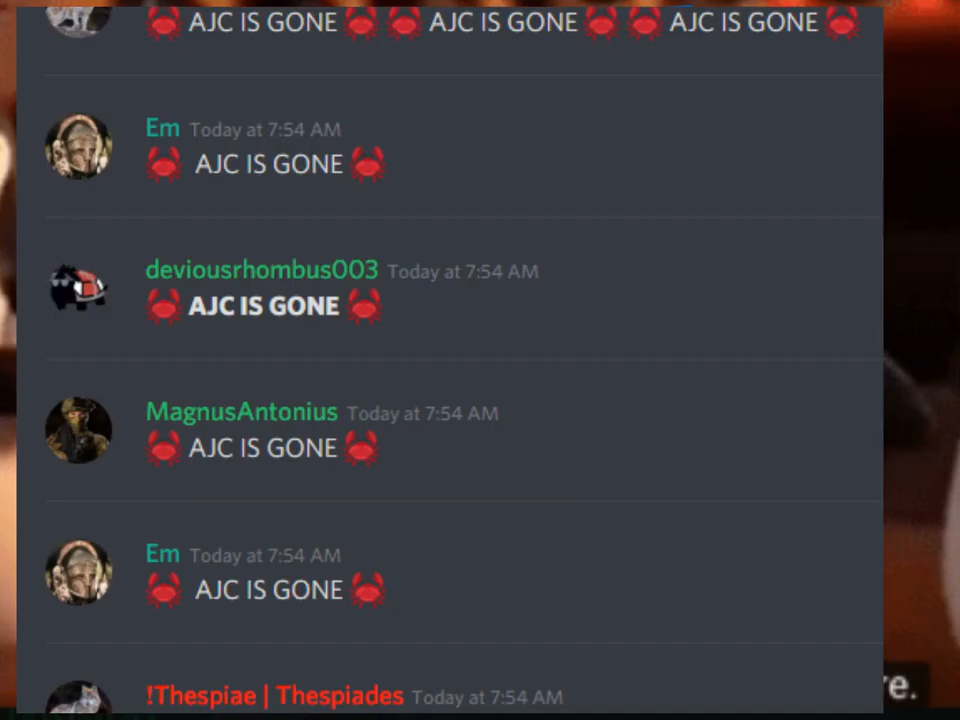 🦀 AJC IS GONE 🦀 🦀 AJC IS GONE 🦀 🦀 AJC IS GONE 🦀
Em Today at 7:54 AM
🦀 AJC IS GONE 🦀
deviousrhombus003 Today at 7:54 AM
🦀 AJC IS GONE 🦀
MagnusAntonius Today at 7:54 AM
🦀 AJC IS GONE 🦀
Em Today at 7:54 AM
🦀 AJC IS GONE 🦀
!Thespiae | Thespiades Today at 7:54 AM